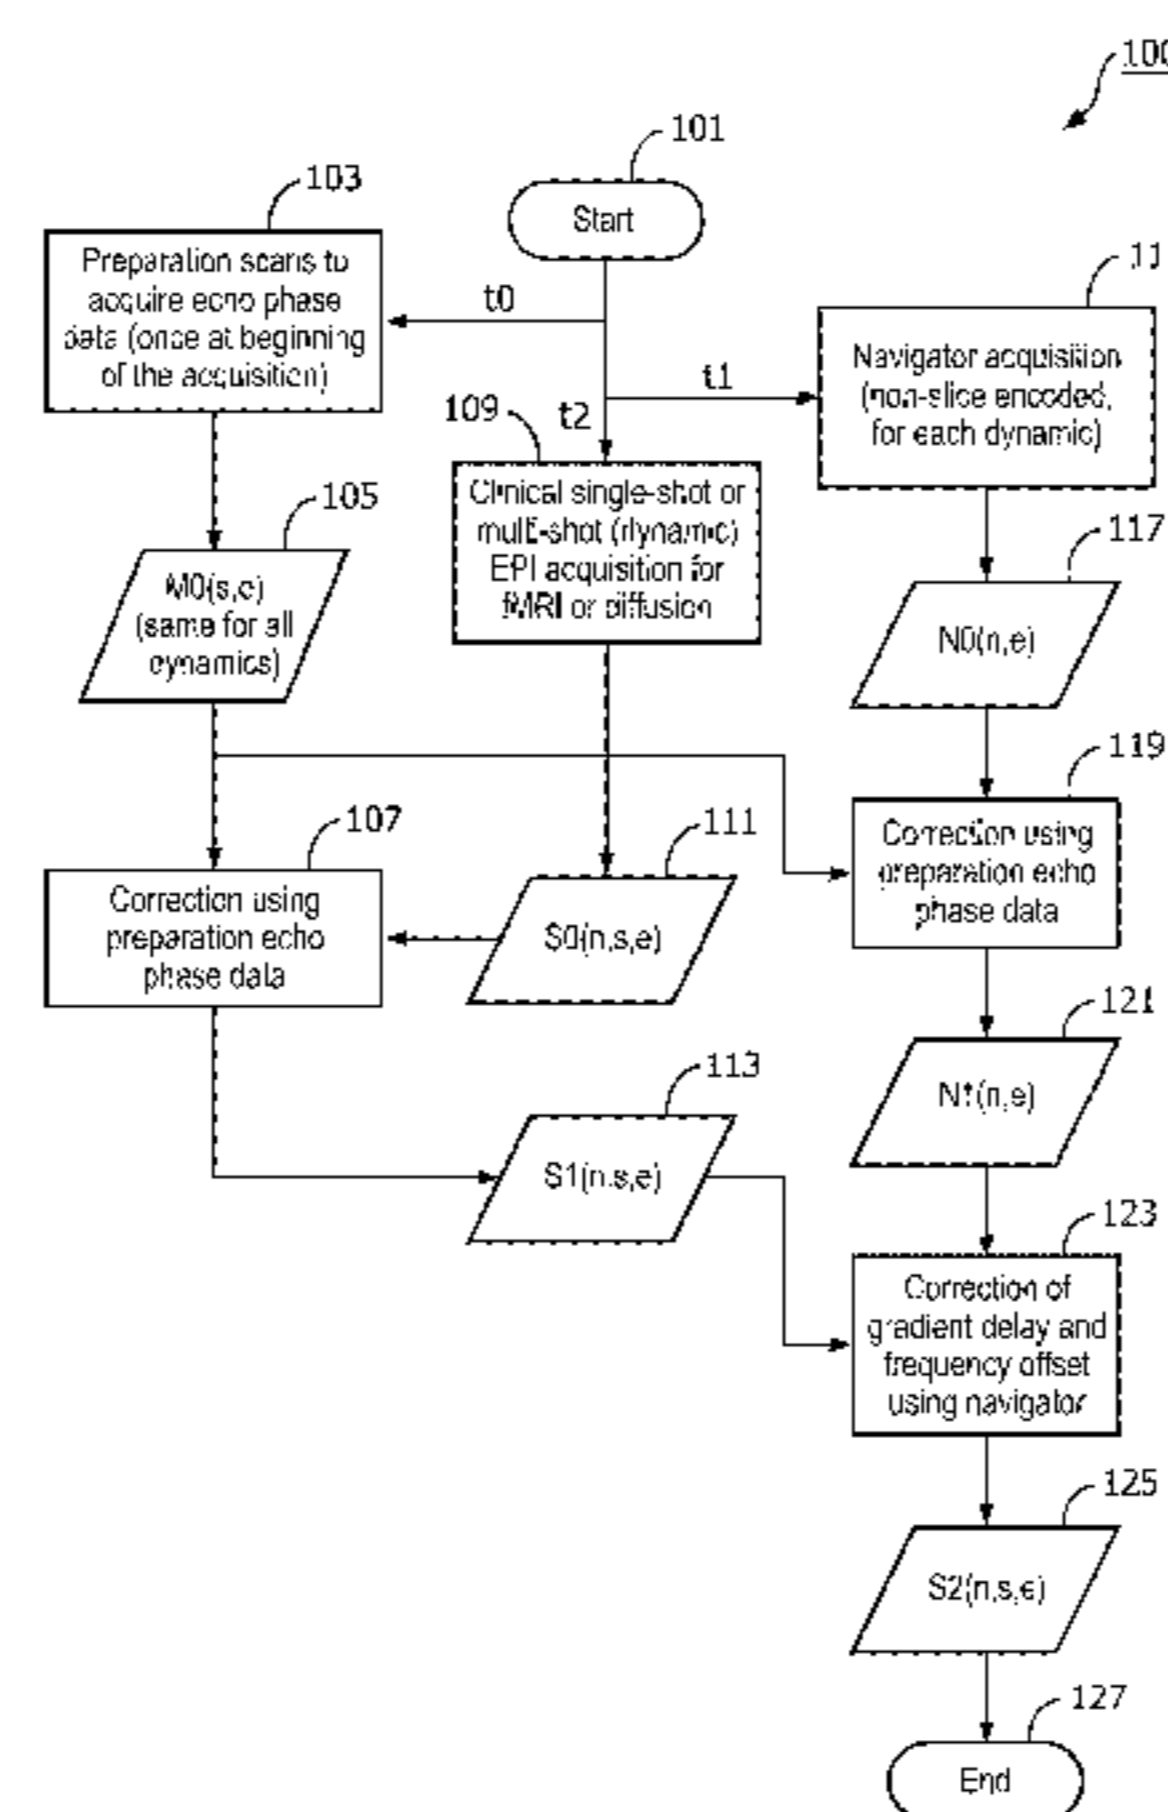 100
101
Start
103
Preparation scans to
acquire echo phase
data (once at beginning
of the acquisition)
t0
11
Navigator acquisition
(non-slice encoded,
for each dynamic)
t1
109
t2
Clinical single-shot or
multi-shot (dynamic)
EPI acquisition for
fMRI or diffusion
105
M0(s,e)
(same for all
dynamics)
117
N0(n,e)
119
Correction using
preparation echo
phase data
107
Correction using
preparation echo
phase data
111
S0(n,s,e)
121
N1(n,e)
113
S1(n,s,e)
123
Correction of
gradient delay and
frequency offset
using navigator
125
S2(n,s,e)
127
End